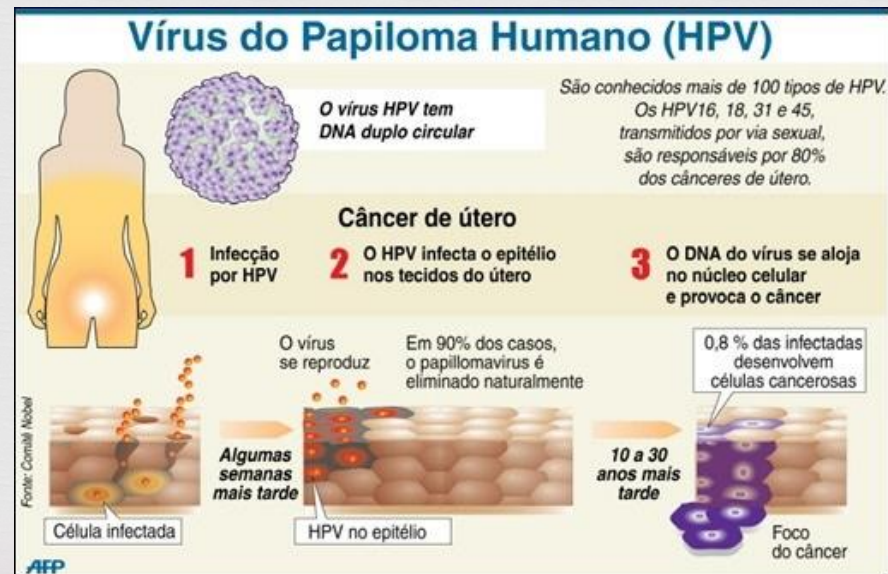 Vírus do Papiloma Humano (HPV)
O vírus HPV tem
DNA duplo circular
São conhecidos mais de 100 tipos de HPV.
Os HPV16, 18, 31 e 45,
transmitidos por via sexual,
são responsáveis por 80%
dos cânceres de útero.
Câncer de útero
1 Infecção
por HPV
2 O HPV infecta o epitélio
nos tecidos do útero
3 O DNA do vírus se aloja
no núcleo celular
e provoca o câncer
O vírus
se reproduz
Em 90% dos casos,
o papillomavirus é
eliminado naturalmente
0,8 % das infectadas
desenvolvem
células cancerosas
Algumas
semanas
mais tarde
10 a 30
anos mais
tarde
Célula infectada
HPV no epitélio
Foco
do câncer
Fonte: Comitê Nobel
AFP